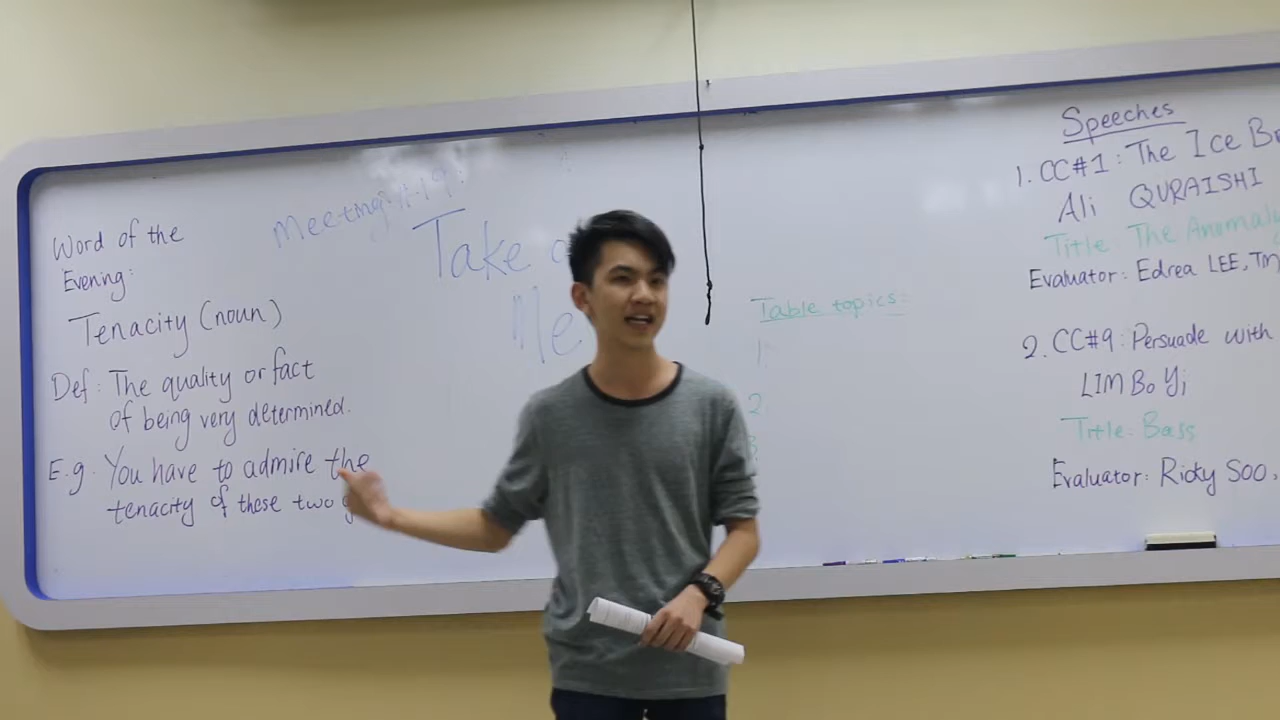 Word of the
Evening:
Tenacity (noun)
Def: The quality or fact
of being very determined.
E.g. You have to admire the
tenacity of these two
Meeting
Take
Me
Table topics:
1
2
3
Speeches
1. CC#1: The Ice
Ali QURAISHI
Title: The Anomaly
Evaluator: Edrea LEE,
2. CC#9: Persuade with
LIM Bo Yi
Title: Bass
Evaluator: Ricky Soo,